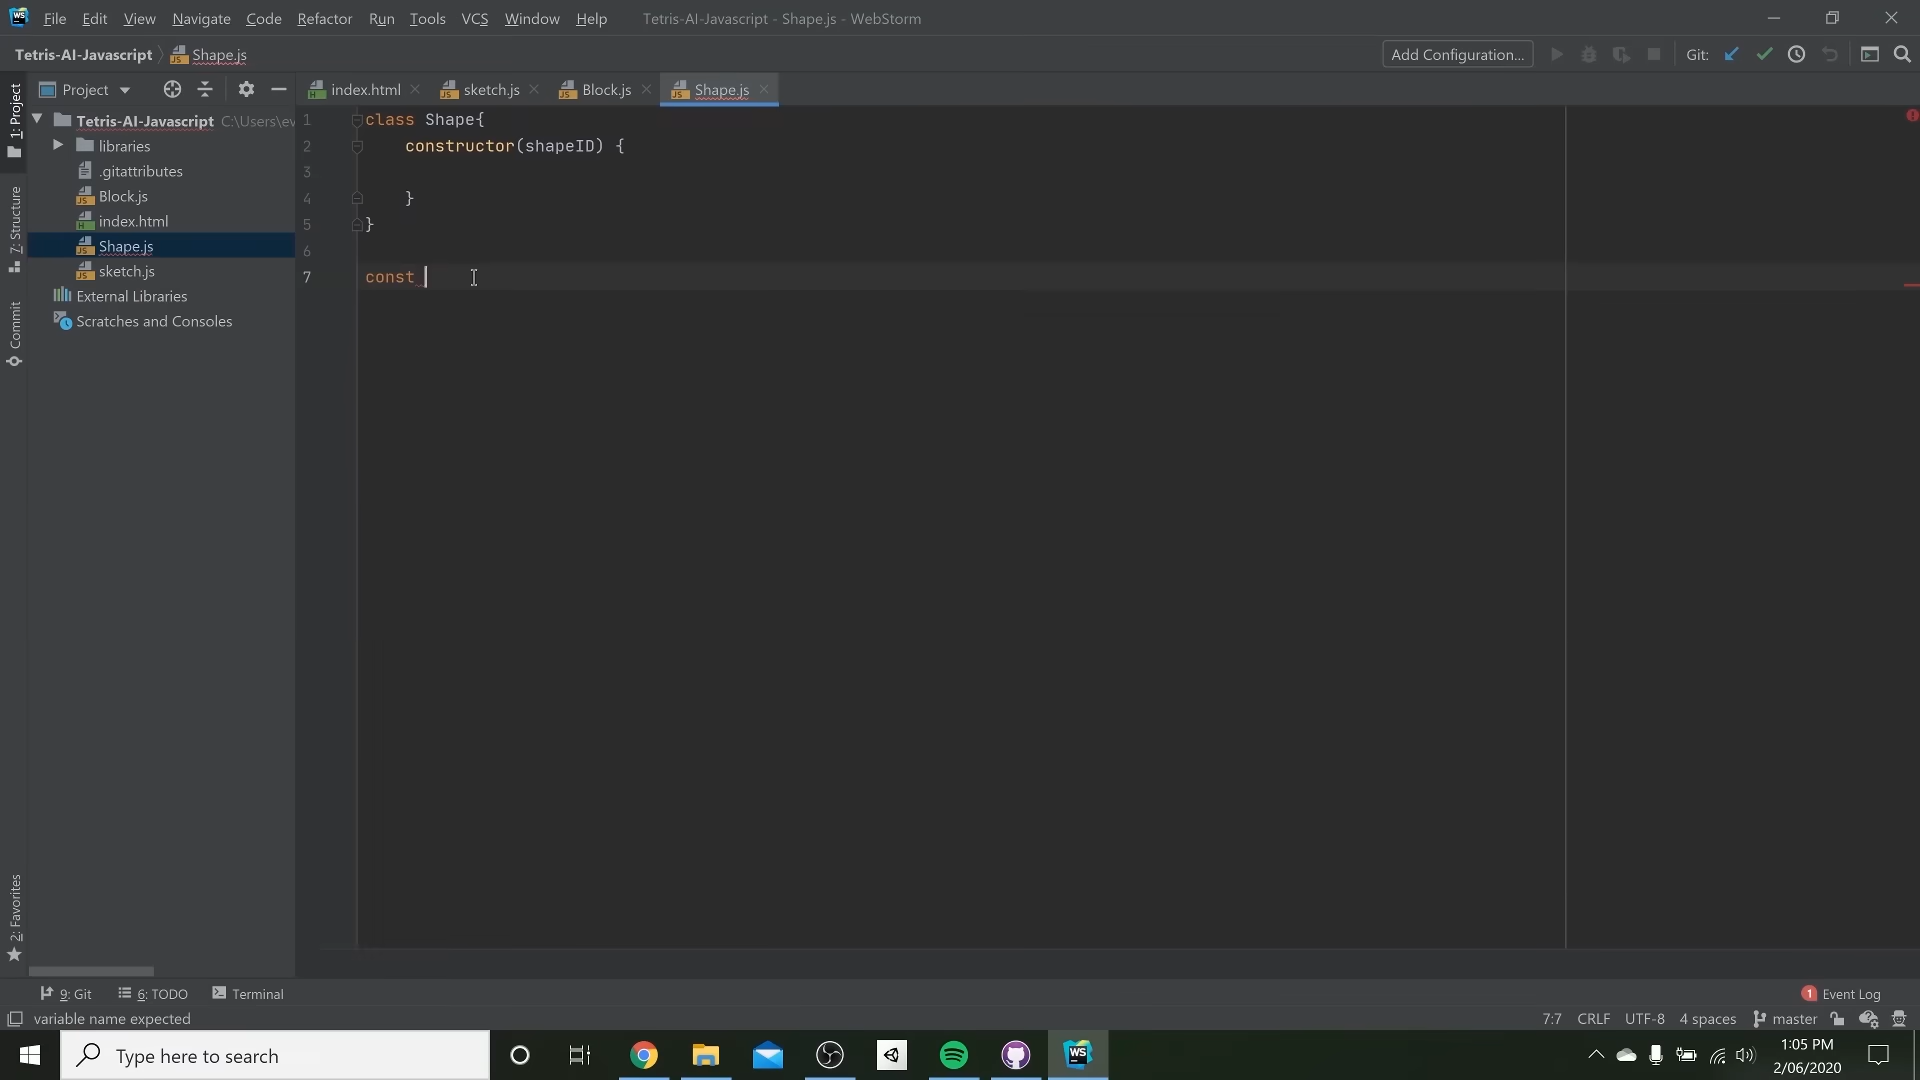 File Edit View Navigate Code Refactor Run Tools VCS Window Help Tetris-AI-Javascript - Shape.js - WebStorm
Tetris-AI-Javascript Shape.js Add Configuration... Git:
Project index.html sketch.js Block.js Shape.js
1: Project
7: Structure
Commit
2: Favorites
Tetris-AI-Javascript C:\Users\ev
libraries
.gitattributes
Block.js
index.html
Shape.js
sketch.js
External Libraries
Scratches and Consoles
1 class Shape{
2 constructor(shapeID) {
3
4 }
5 }
6
7 const
9: Git 6: TODO Terminal 1 Event Log
variable name expected 7:7 CRLF UTF-8 4 spaces master
Type here to search
WS
1:05 PM
2/06/2020